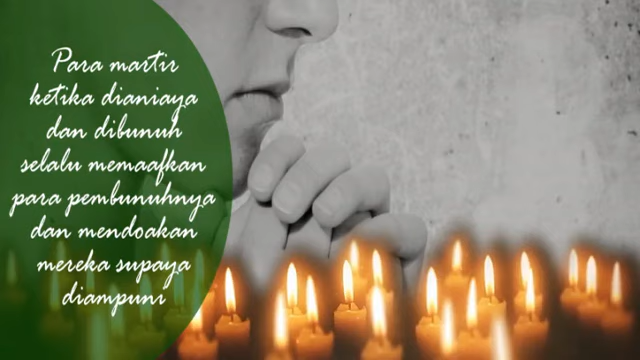 Para martir
ketika dianiaya
dan dibunuh
selalu memaafkan
para pembunuhnya
dan mendoakan
mereka supaya
diampuni